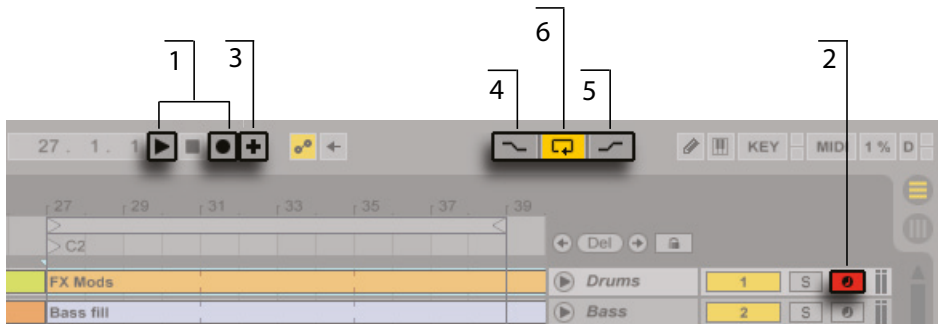 1 3 4 6 5 2
27 . 1 . 1 KEY MIDI 1 % D
27 29 31 33 35 37 39
C2 Del
FX Mods Drums 1 S
Bass fill Bass 2 S